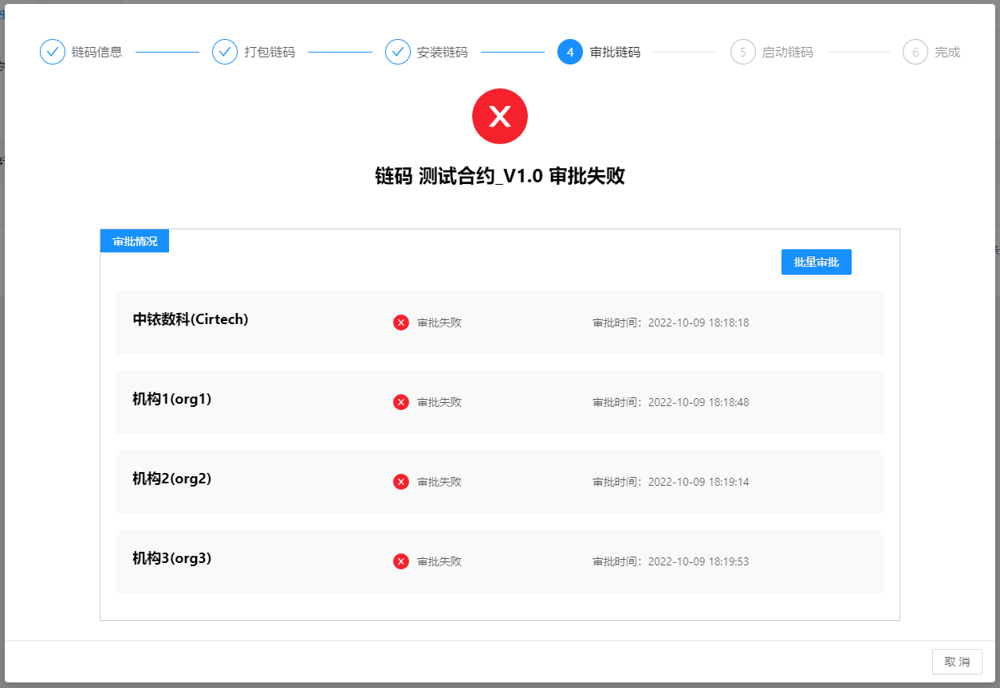 链码信息
打包链码
安装链码
4 审批链码
5 启动链码
6 完成
链码 测试合约_V1.0 审批失败
审批情况
批量审批
中铱数科(Cirtech) 审批失败 审批时间：2022-10-09 18:18:18
机构1(org1) 审批失败 审批时间：2022-10-09 18:18:48
机构2(org2) 审批失败 审批时间：2022-10-09 18:19:14
机构3(org3) 审批失败 审批时间：2022-10-09 18:19:53
取 消